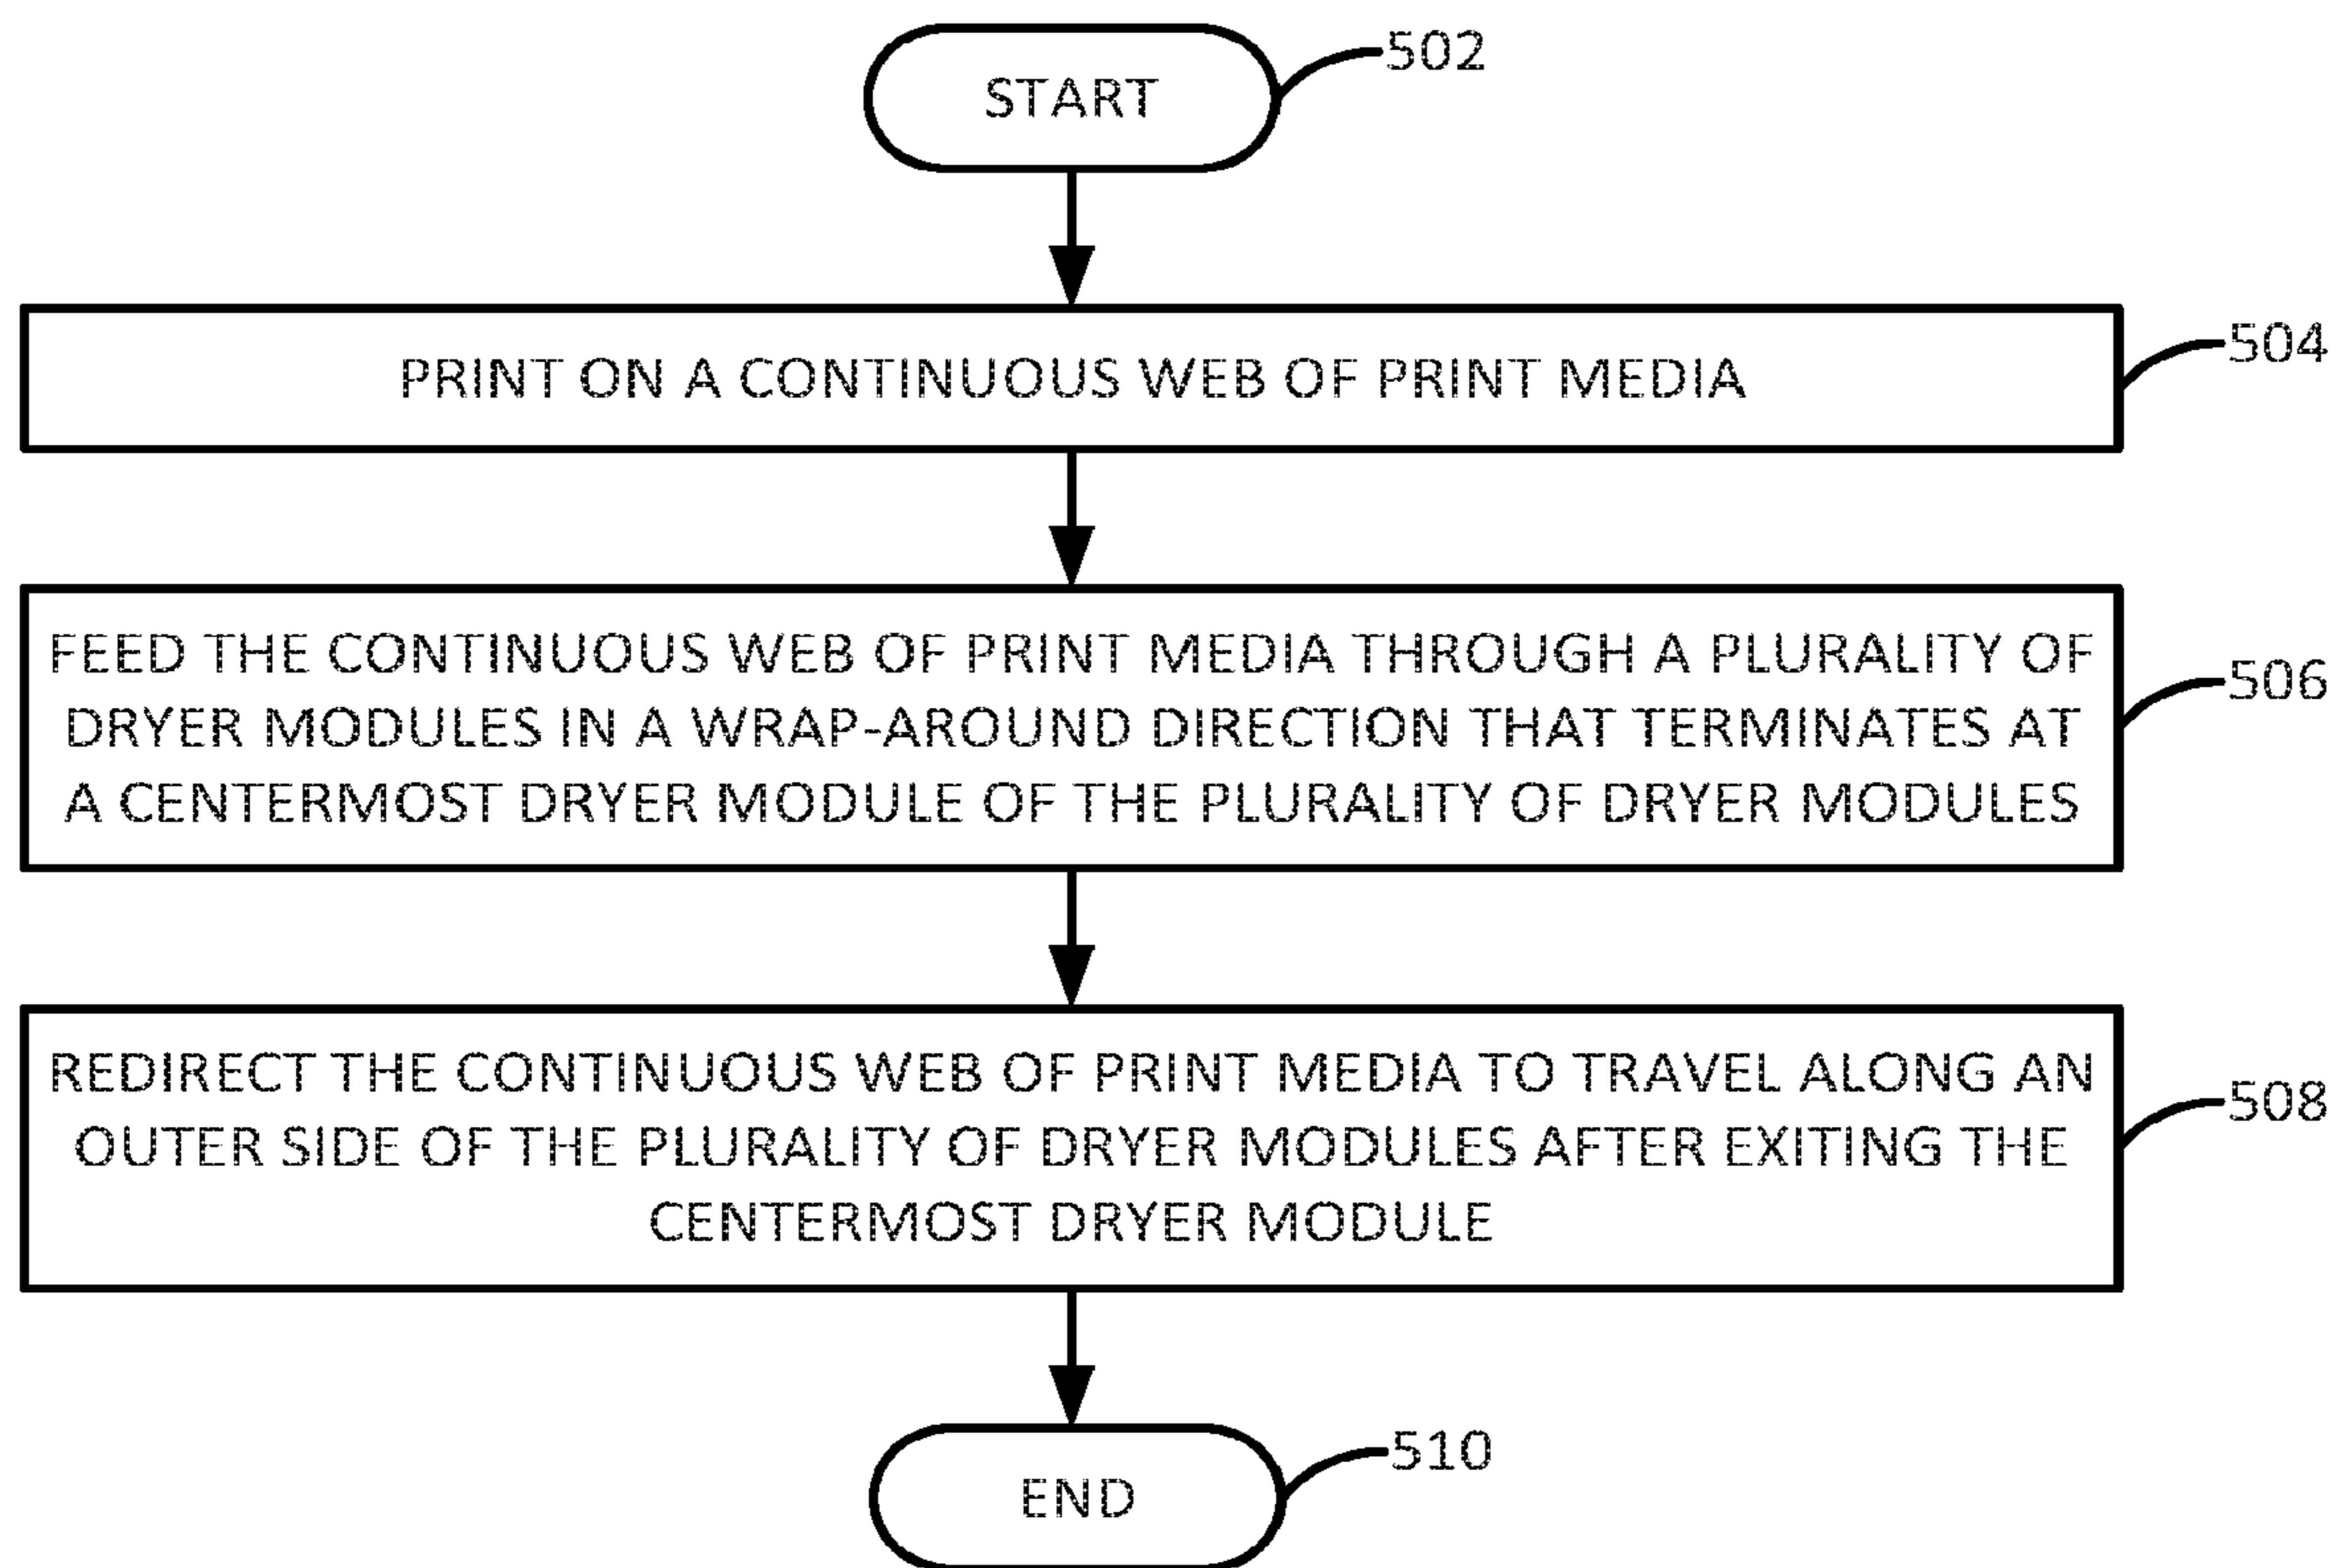 START
502
PRINT ON A CONTINUOUS WEB OF PRINT MEDIA
504
FEED THE CONTINUOUS WEB OF PRINT MEDIA THROUGH A PLURALITY OF
DRYER MODULES IN A WRAP-AROUND DIRECTION THAT TERMINATES AT
A CENTERMOST DRYER MODULE OF THE PLURALITY OF DRYER MODULES
506
REDIRECT THE CONTINUOUS WEB OF PRINT MEDIA TO TRAVEL ALONG AN
OUTER SIDE OF THE PLURALITY OF DRYER MODULES AFTER EXITING THE
CENTERMOST DRYER MODULE
508
END
510